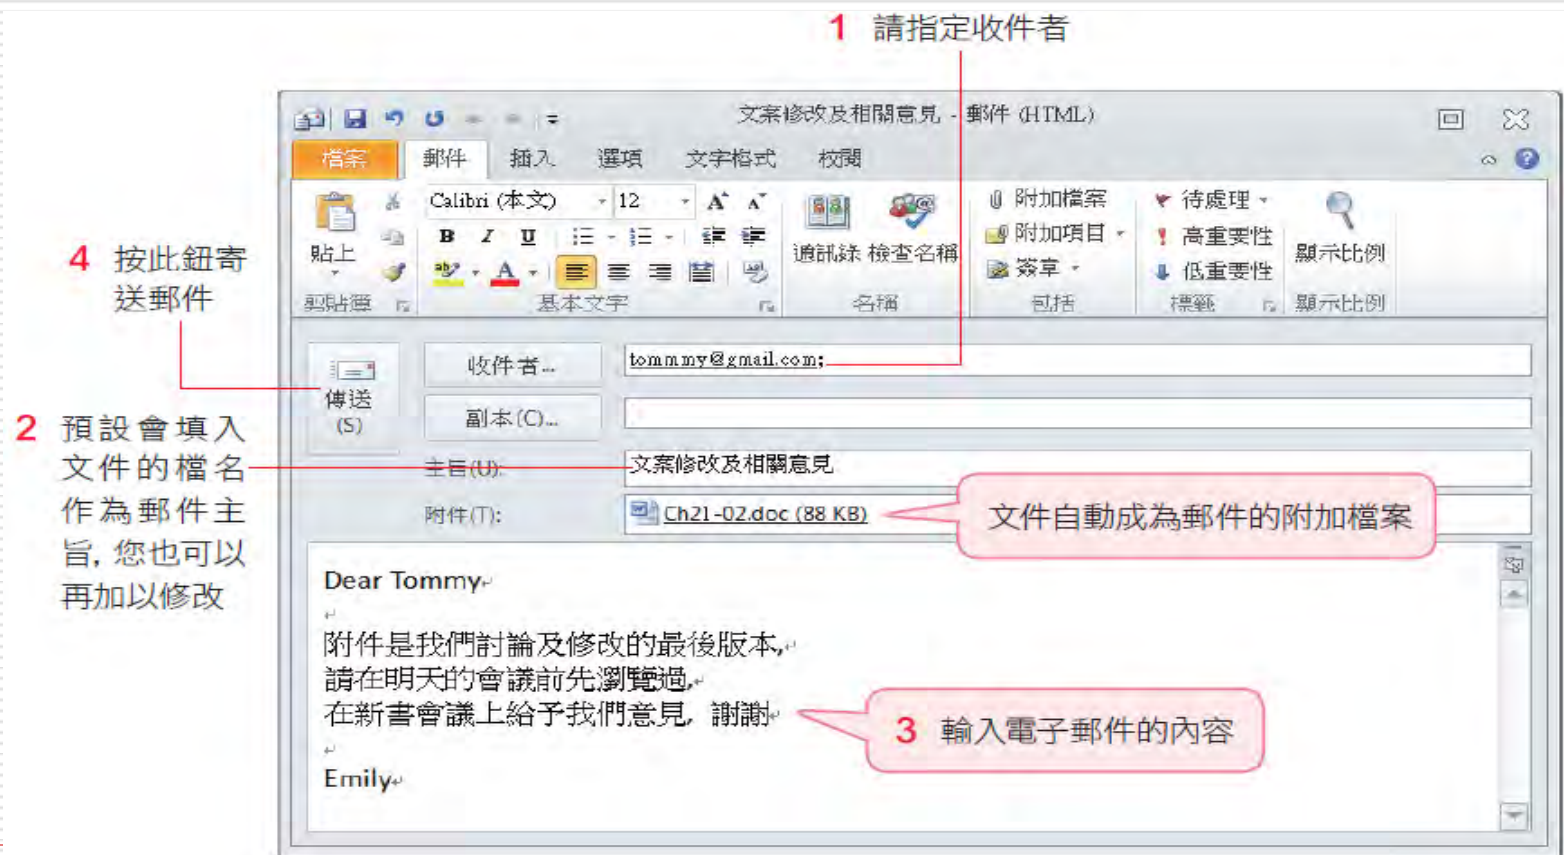 1 請指定收件者
文案修改及相關意見 - 郵件 (HTML)
檔案 郵件 插入 選項 文字格式 校閱
Calibri (本文) 12 A A
附加檔案 待處理
B I U
附加項目 高重要性
貼上 通訊錄 檢查名稱 顯示比例
ab A
簽章 低重要性
剪貼簿 基本文字 名稱 包括 標籤 顯示比例
4 按此鈕寄
送郵件
收件者... tommmy@gmail.com;
傳送
(S)
副本(C)...
2 預設會填入
文件的檔名
作為郵件主
旨, 您也可以
再加以修改
主旨(U): 文案修改及相關意見
附件(T): Ch21-02.doc (88 KB)
文件自動成為郵件的附加檔案
Dear Tommy
附件是我們討論及修改的最後版本,
請在明天的會議前先瀏覽過,
在新書會議上給予我們意見, 謝謝
3 輸入電子郵件的內容
Emily